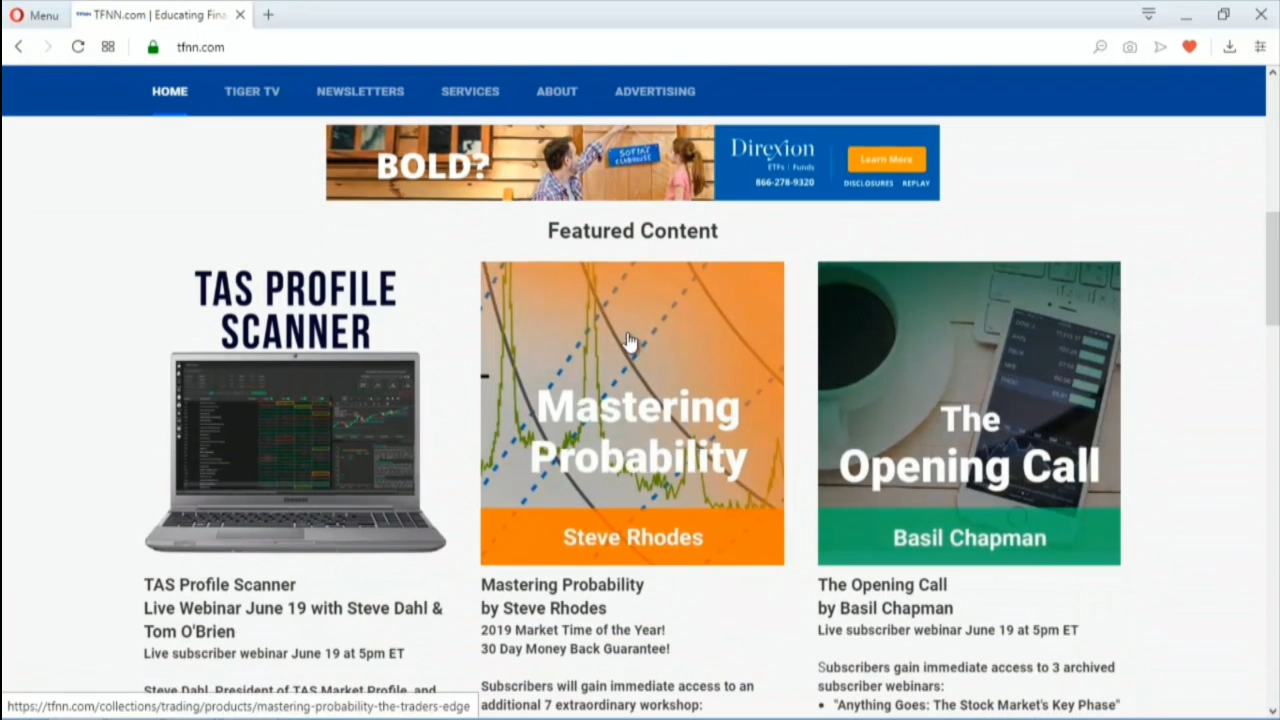 Menu
TFNN.com | Educating Fina
tfnn.com
HOME
TIGER TV
NEWSLETTERS
SERVICES
ABOUT
ADVERTISING
BOLD?
Direxion
ETFs | Funds
866-278-9320
Learn More
DISCLOSURES REPLAY
Featured Content
TAS PROFILE
SCANNER
Mastering
Probability
Steve Rhodes
The
Opening Call
Basil Chapman
TAS Profile Scanner
Live Webinar June 19 with Steve Dahl &
Tom O'Brien
Live subscriber webinar June 19 at 5pm ET
Steve Dahl, President of TAS Market Profile, and
Mastering Probability
by Steve Rhodes
2019 Market Time of the Year!
30 Day Money Back Guarantee!
Subscribers will gain immediate access to an
additional 7 extraordinary workshop:
The Opening Call
by Basil Chapman
Live subscriber webinar June 19 at 5pm ET
Subscribers gain immediate access to 3 archived
subscriber webinars:
• "Anything Goes: The Stock Market's Key Phase"
https://tfnn.com/collections/trading/products/mastering-probability-the-traders-edge